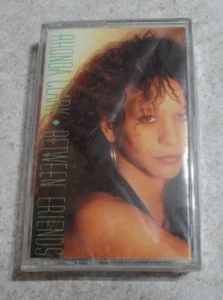 RHONDA CLARK • BETWEEN FRIENDS